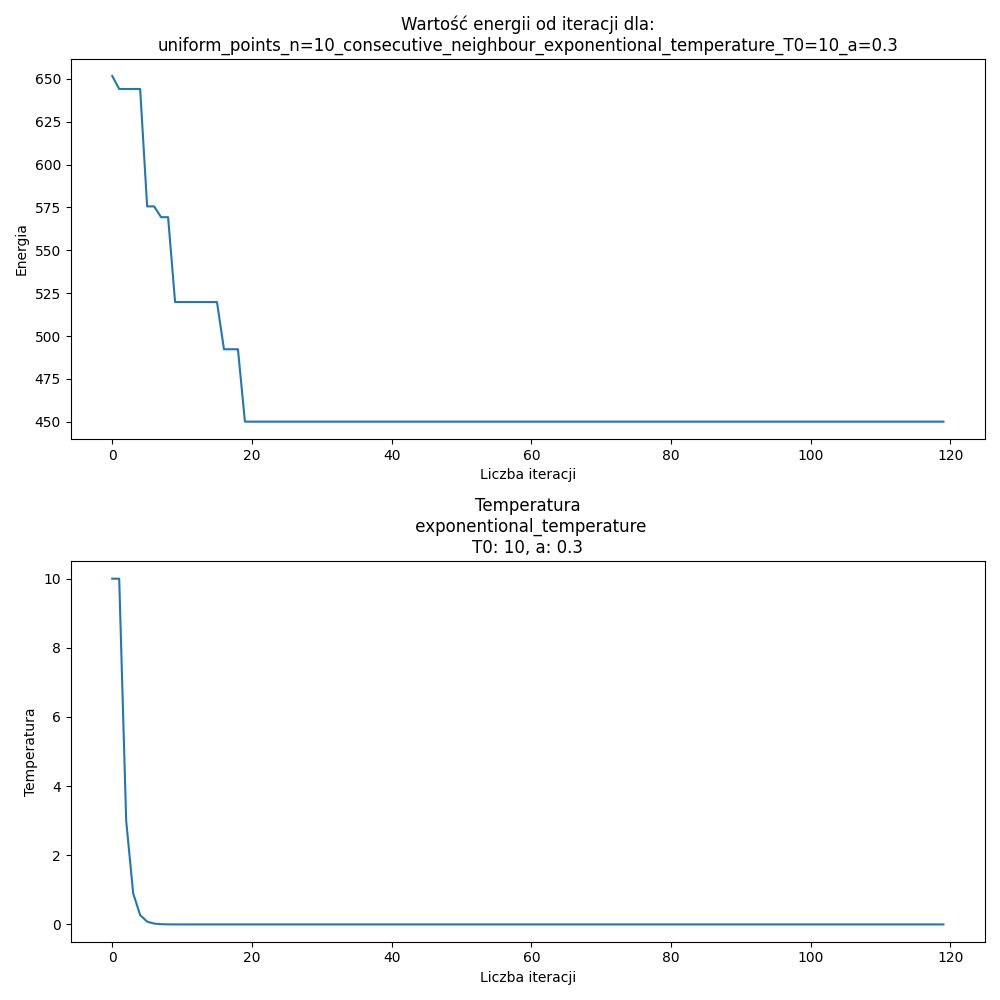 Wartość energii od iteracji dla:
uniform_points_n=10_consecutive_neighbour_exponentional_temperature_T0=10_a=0.3
650
625
600
575
550
525
500
475
450
Energia
0 20 40 60 80 100 120
Liczba iteracji
Temperatura
exponentional_temperature
T0: 10, a: 0.3
10
8
6
4
2
0
Temperatura
0 20 40 60 80 100 120
Liczba iteracji